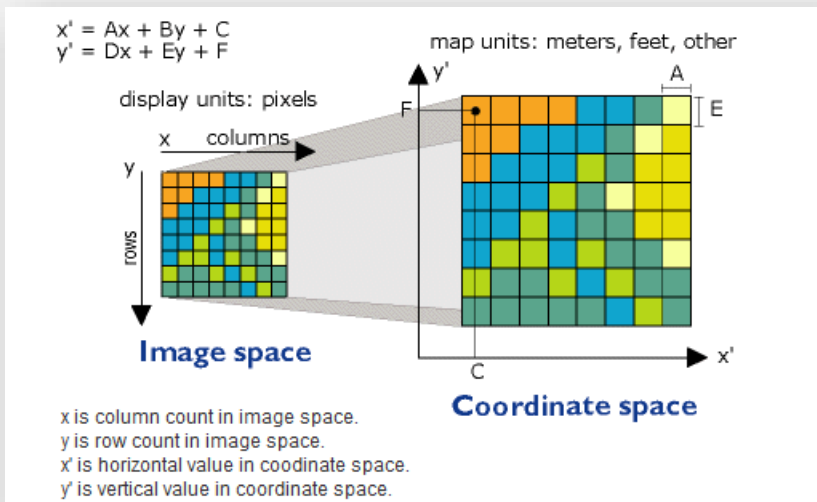 x' = Ax + By + C
y' = Dx + Ey + F
map units: meters, feet, other
y'
A
E
F
display units: pixels
x columns
y
rows
Image space
x'
C
Coordinate space
x is column count in image space.
y is row count in image space.
x' is horizontal value in coodinate space.
y' is vertical value in coordinate space.